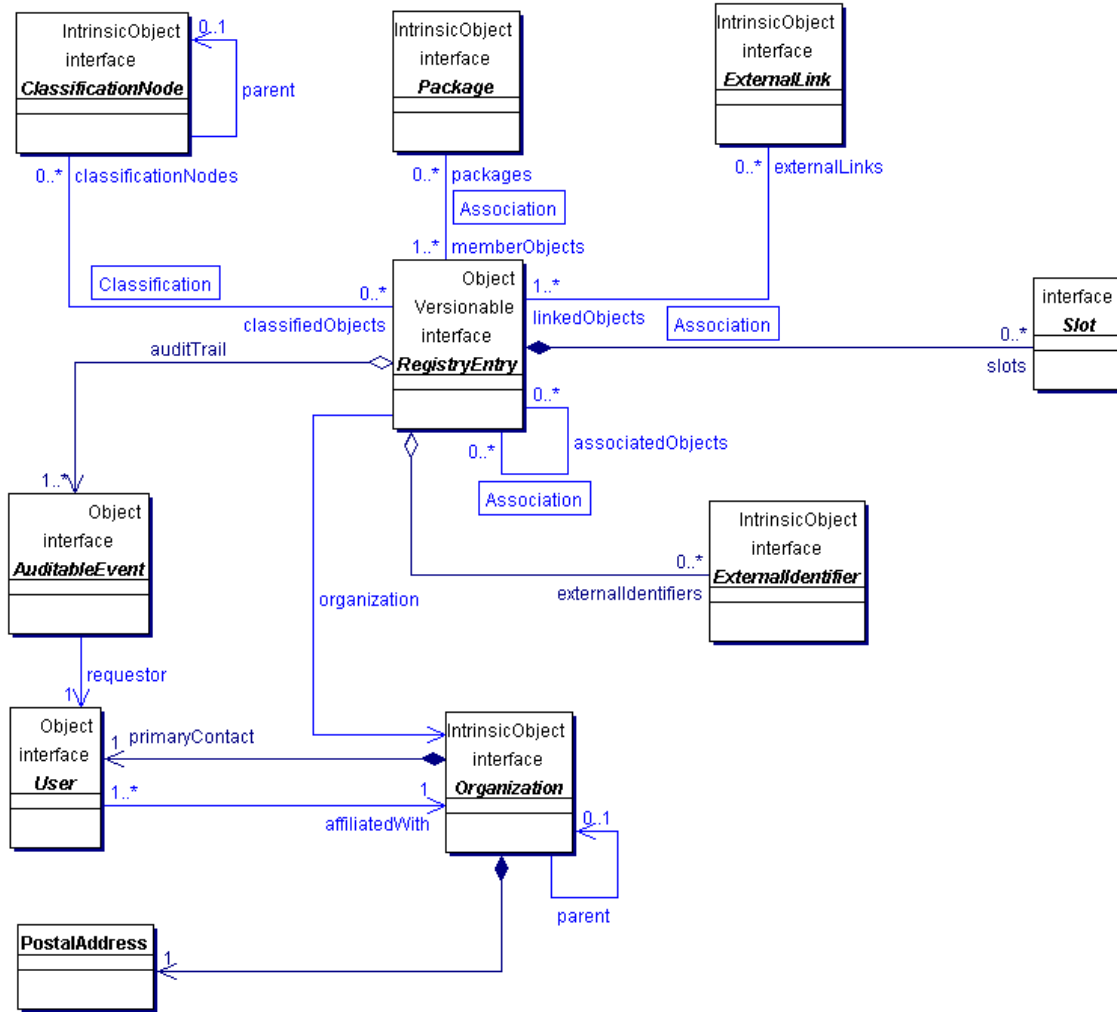 IntrinsicObject
interface
ClassificationNode
0..1
parent
IntrinsicObject
interface
Package
IntrinsicObject
interface
ExternalLink
0..*
classificationNodes
0..*
packages
0..*
externalLinks
Association
1..*
memberObjects
Classification
0..*
classifiedObjects
Object
Versionable
interface
RegistryEntry
1..*
linkedObjects
Association
interface
Slot
0..*
slots
auditTrail
0..*
0..*
associatedObjects
Association
1..*
Object
interface
AuditableEvent
IntrinsicObject
interface
ExternalIdentifier
0..*
externalIdentifiers
organization
requestor
1
Object
interface
User
1
primaryContact
IntrinsicObject
interface
Organization
1..*
1
affiliatedWith
0..1
parent
PostalAddress
1